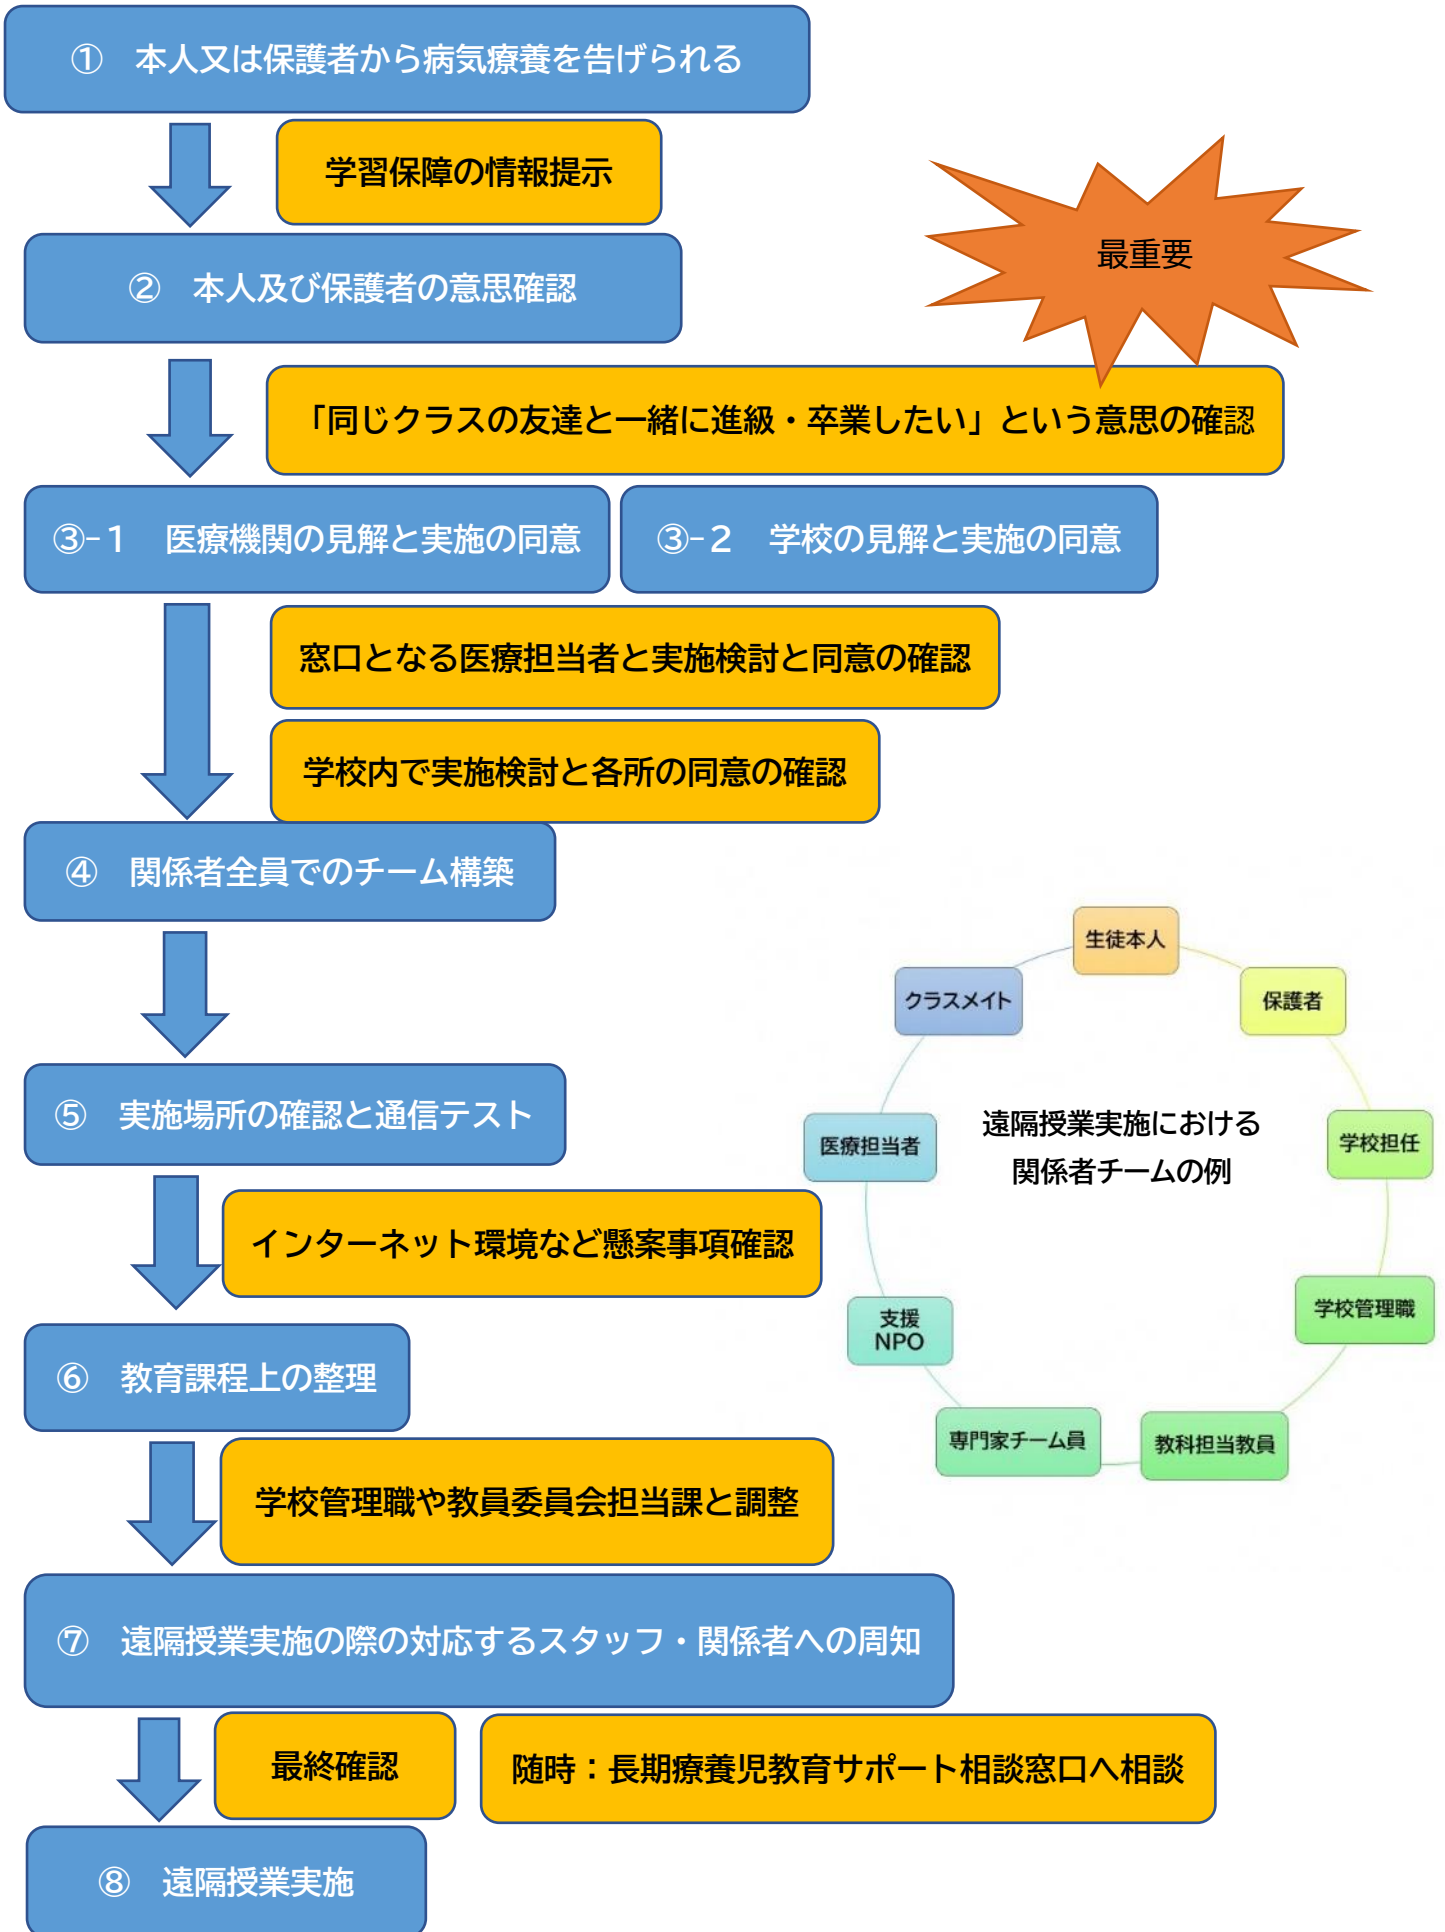 ① 本人又は保護者から病気療養を告げられる
学習保障の情報提示
最重要
② 本人及び保護者の意思確認
「同じクラスの友達と一緒に進級・卒業したい」という意思の確認
③-1 医療機関の見解と実施の同意
③-2 学校の見解と実施の同意
窓口となる医療担当者と実施検討と同意の確認
学校内で実施検討と各所の同意の確認
④ 関係者全員でのチーム構築
⑤ 実施場所の確認と通信テスト
インターネット環境など懸案事項確認
⑥ 教育課程上の整理
学校管理職や教員委員会担当課と調整
⑦ 遠隔授業実施の際の対応するスタッフ・関係者への周知
最終確認
随時：長期療養児教育サポート相談窓口へ相談
⑧ 遠隔授業実施
遠隔授業実施における
関係者チームの例
生徒本人
保護者
学校担任
学校管理職
教科担当教員
専門家チーム員
支援
NPO
医療担当者
クラスメイト